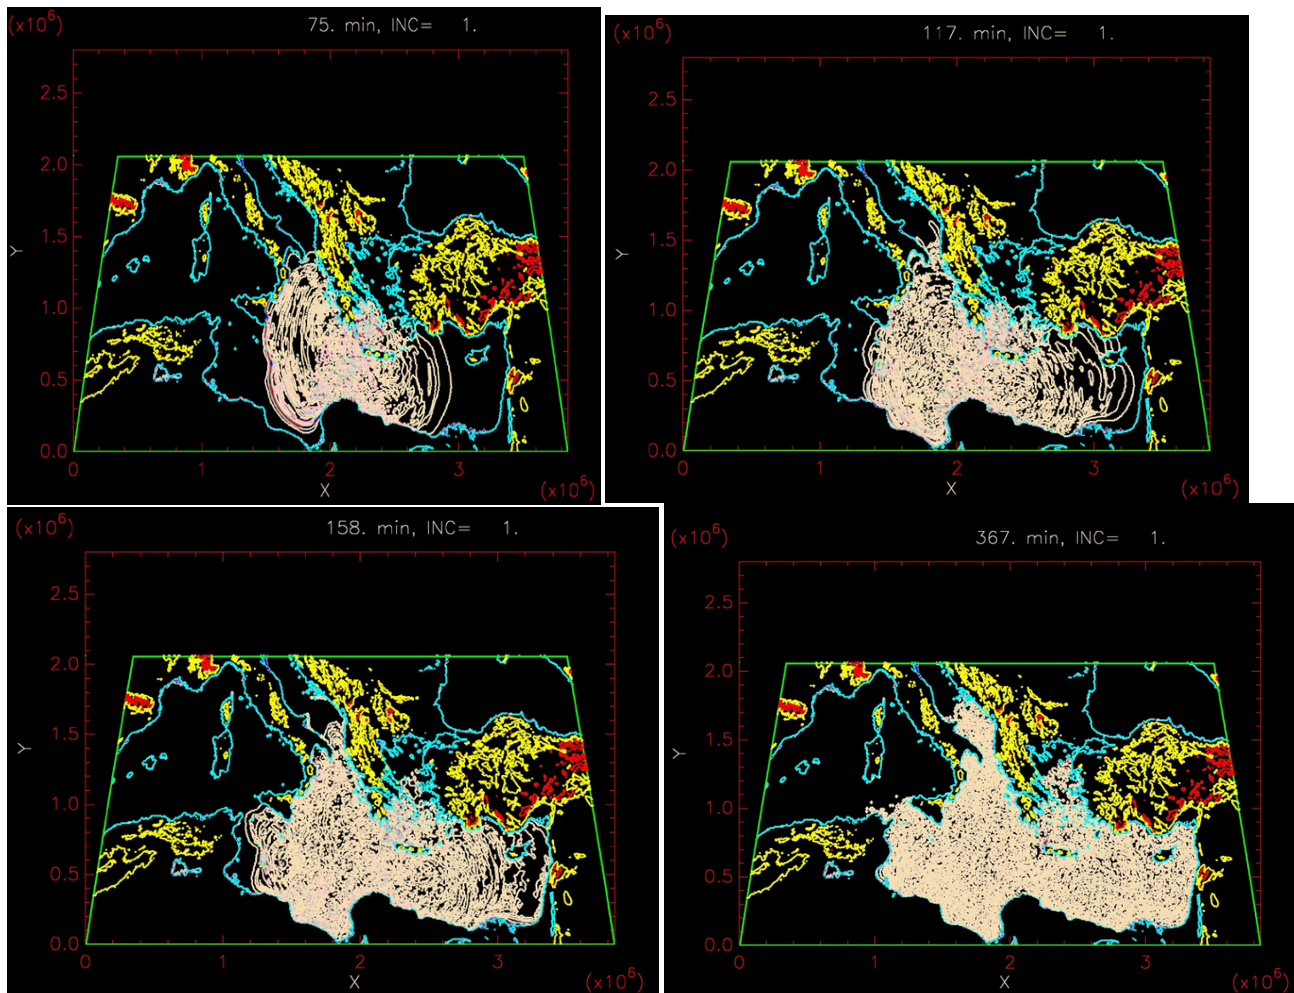 75. min, INC= 1.
(x10⁶)
2.5
2.0
1.5
1.0
0.5
0.0
Y
0 1 2 3
X
(x10⁶)
117. min, INC= 1.
(x10⁶)
2.5
2.0
1.5
1.0
0.5
0.0
Y
0 1 2 3
X
(x10⁶)
158. min, INC= 1.
(x10⁶)
2.5
2.0
1.5
1.0
0.5
0.0
Y
0 1 2 3
X
(x10⁶)
367. min, INC= 1.
(x10⁶)
2.5
2.0
1.5
1.0
0.5
0.0
Y
0 1 2 3
X
(x10⁶)